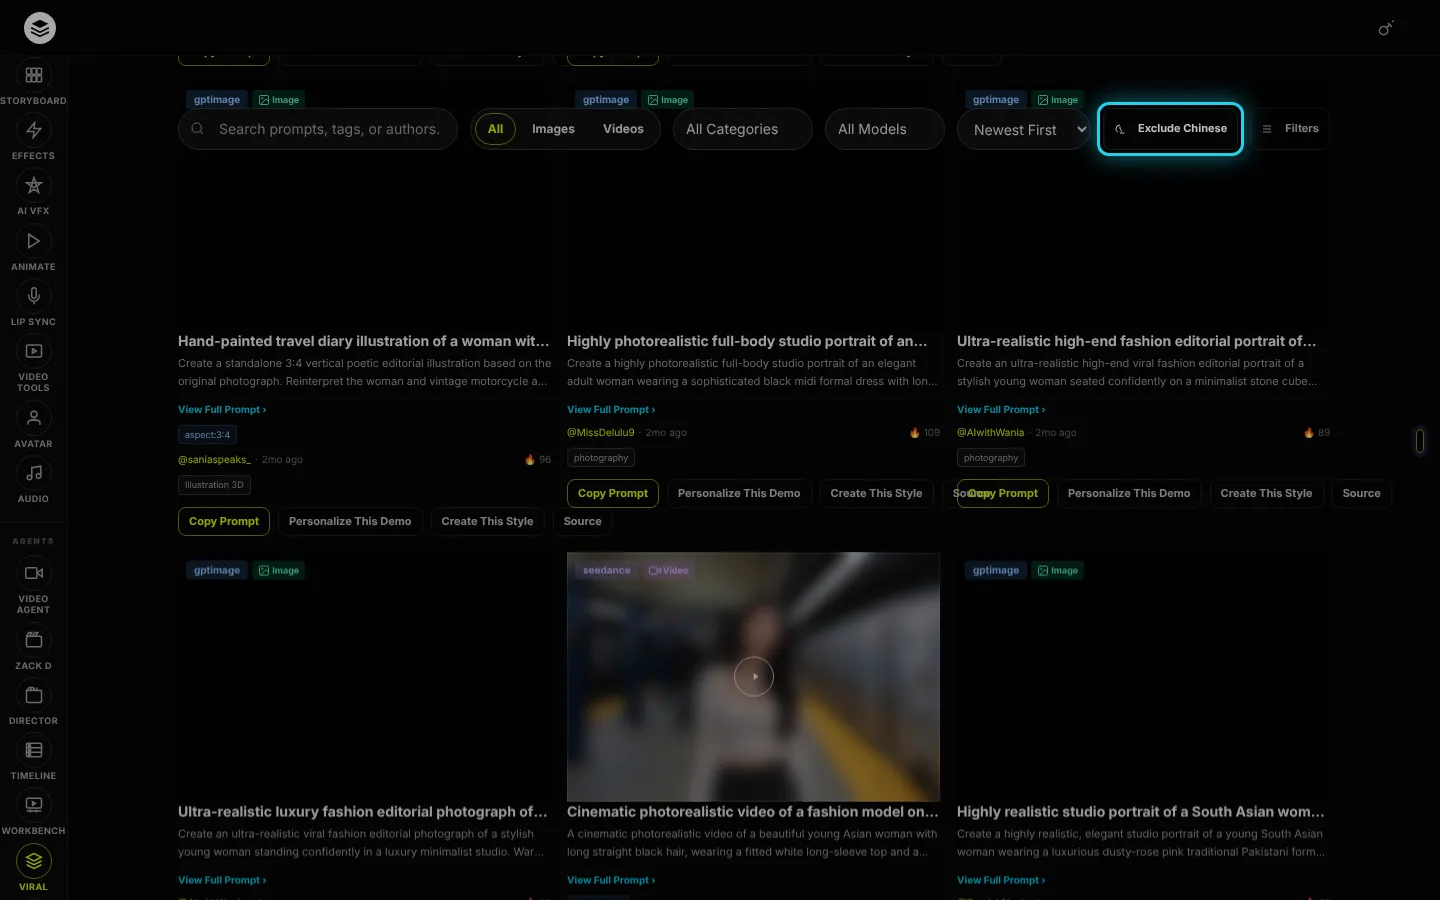 STORYBOARD
EFFECTS
AI VFX
ANIMATE
LIP SYNC
VIDEO
TOOLS
AVATAR
AUDIO
AGENTS
VIDEO
AGENT
ZACK D
DIRECTOR
TIMELINE
WORKBENCH
VIRAL
gptimage Image
gptimage Image
gptimage Image
Search prompts, tags, or authors. All Images Videos All Categories All Models Newest First Exclude Chinese Filters
Hand-painted travel diary illustration of a woman wit...
Create a standalone 3:4 vertical poetic editorial illustration based on the
original photograph. Reinterpret the woman and vintage motorcycle a...
View Full Prompt ›
aspect:3:4
@saniaspeaks_ · 2mo ago 🔥 96
Illustration 3D
Copy Prompt Personalize This Demo Create This Style Source
Highly photorealistic full-body studio portrait of an...
Create a highly photorealistic full-body studio portrait of an elegant
adult woman wearing a sophisticated black midi formal dress with lon...
View Full Prompt ›
@MissDelulu9 · 2mo ago 🔥 109
photography
Copy Prompt Personalize This Demo Create This Style
Ultra-realistic high-end fashion editorial portrait of...
Create an ultra-realistic high-end viral fashion editorial portrait of a
stylish young woman seated confidently on a minimalist stone cube...
View Full Prompt ›
@AIwithWania · 2mo ago 🔥 89
photography
Copy Prompt Personalize This Demo Create This Style Source
gptimage Image
Ultra-realistic luxury fashion editorial photograph of...
Create an ultra-realistic viral fashion editorial photograph of a stylish
young woman standing confidently in a luxury minimalist studio. War...
View Full Prompt ›
seedance Video
Cinematic photorealistic video of a fashion model on...
A cinematic photorealistic video of a beautiful young Asian woman with
long straight black hair, wearing a fitted white long-sleeve top and a...
View Full Prompt ›
gptimage Image
Highly realistic studio portrait of a South Asian wom...
Create a highly realistic, elegant studio portrait of a young South Asian
woman wearing a luxurious dusty-rose pink traditional Pakistani form...
View Full Prompt ›